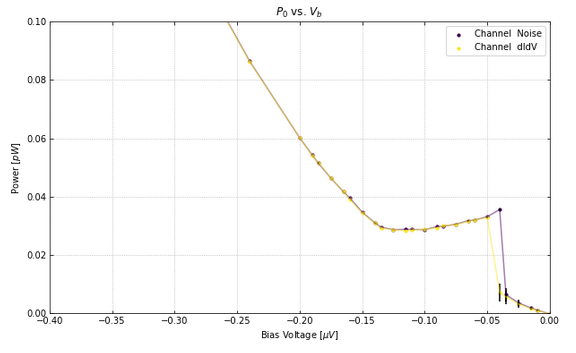 P₀ vs. V_b
Channel Noise
Channel dIdV
Power [pW]
0.10
0.08
0.06
0.04
0.02
0.00
−0.40 −0.35 −0.30 −0.25 −0.20 −0.15 −0.10 −0.05 0.00
Bias Voltage [μV]